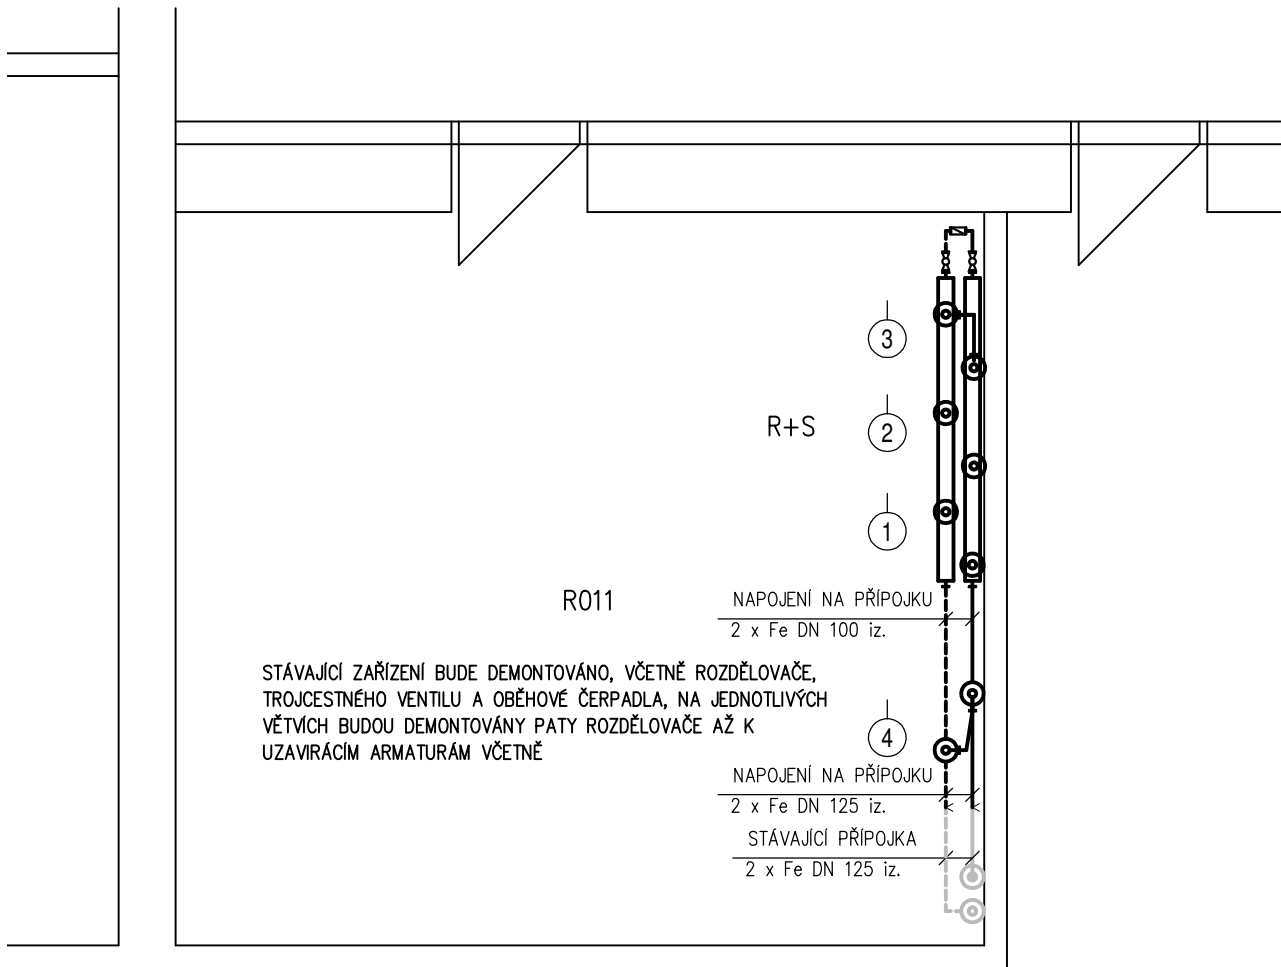 3
R+S
2
1
R011
NAPOJENÍ NA PŘÍPOJKU
2 x Fe DN 100 iz.
STÁVAJÍCÍ ZAŘÍZENÍ BUDE DEMONTOVÁNO, VČETNĚ ROZDĚLOVAČE,
TROJCESTNÉHO VENTILU A OBĚHOVÉ ČERPADLA, NA JEDNOTLIVÝCH
VĚTVÍCH BUDOU DEMONTOVÁNY PATY ROZDĚLOVAČE AŽ K
UZAVIRÁCÍM ARMATURÁM VČETNĚ
4
NAPOJENÍ NA PŘÍPOJKU
2 x Fe DN 125 iz.
STÁVAJÍCÍ PŘÍPOJKA
2 x Fe DN 125 iz.